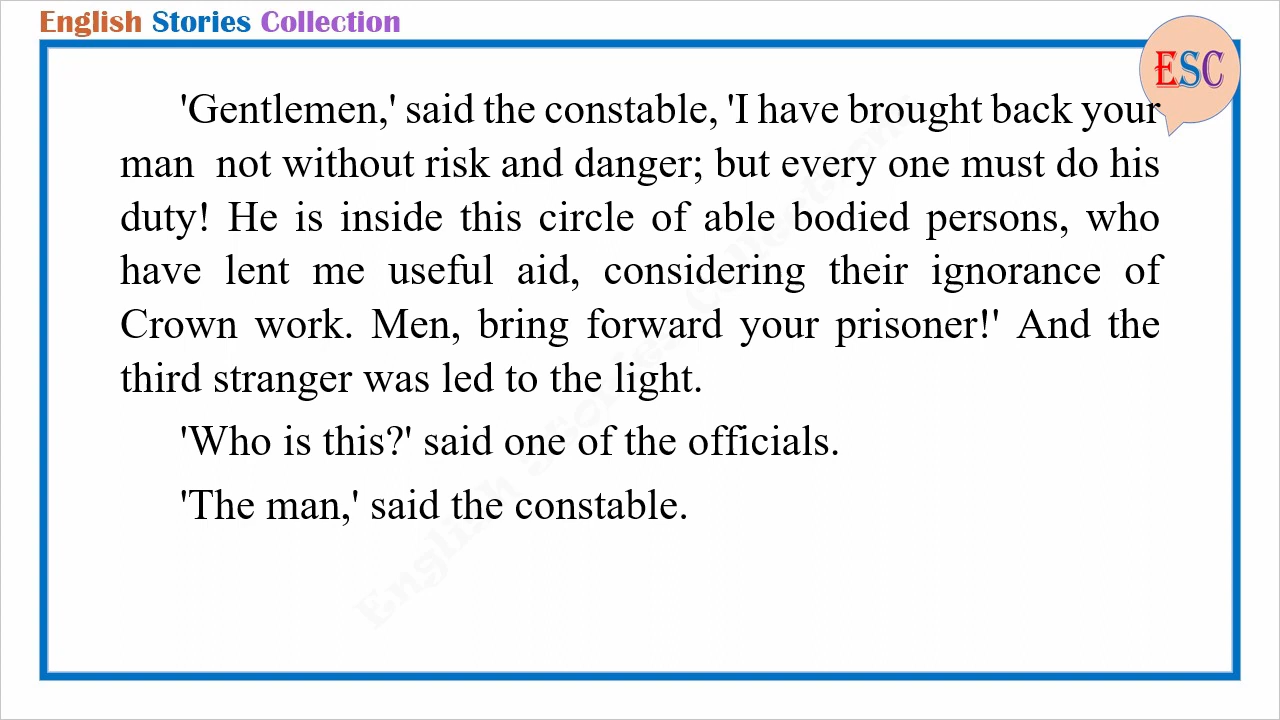 English Stories Collection
ESC
'Gentlemen,' said the constable, 'I have brought back your
man not without risk and danger; but every one must do his
duty! He is inside this circle of able bodied persons, who
have lent me useful aid, considering their ignorance of
Crown work. Men, bring forward your prisoner!' And the
third stranger was led to the light.
'Who is this?' said one of the officials.
'The man,' said the constable.
English Stories Collection